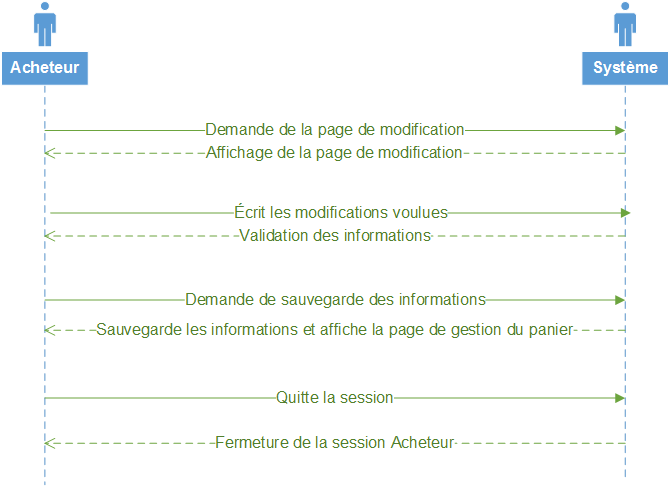 Acheteur
Système
Demande de la page de modification
Affichage de la page de modification
Écrit les modifications voulues
Validation des informations
Demande de sauvegarde des informations
Sauvegarde les informations et affiche la page de gestion du panier
Quitte la session
Fermeture de la session Acheteur